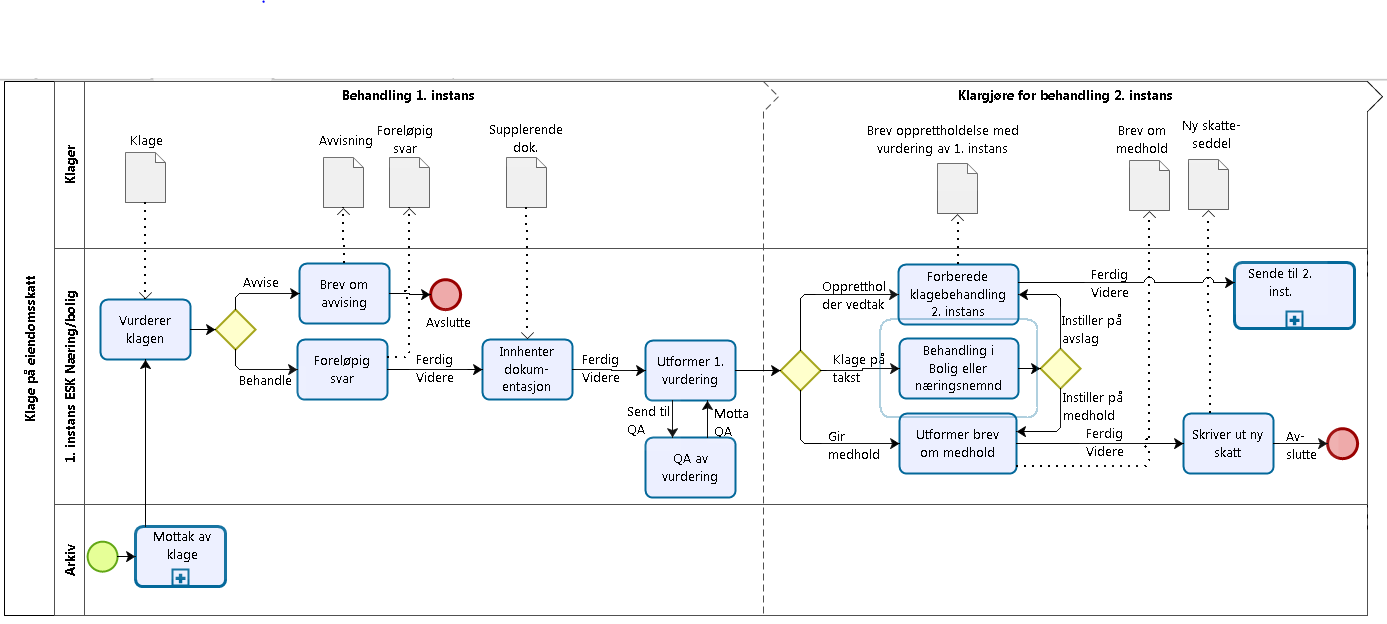 Behandling 1. instans
Klargjøre for behandling 2. instans
Klage på eiendomsskatt
Klager
Klage
Avvisning
Foreløpig
svar
Supplerende
dok.
Brev opprettholdelse med
vurdering av 1. instans
Brev om
medhold
Ny skatte-
seddel
1. instans ESK Næring/bolig
Vurderer
klagen
Avvise
Behandle
Brev om
avvising
Avslutte
Foreløpig
svar
Ferdig
Videre
Innhenter
dokum-
entasjon
Ferdig
Videre
Utformer 1.
vurdering
Send til
QA
Motta
QA
QA av
vurdering
Oppretthol
der vedtak
Klage på
takst
Gir
medhold
Forberede
klagebehandling
2. instans
Behandling i
Bolig eller
næringsnemnd
Utformer brev
om medhold
Instiller på
avslag
Instiller på
medhold
Ferdig
Videre
Sende til 2.
inst.
Ferdig
Videre
Skriver ut ny
skatt
Av-
slutte
Arkiv
Mottak av
klage